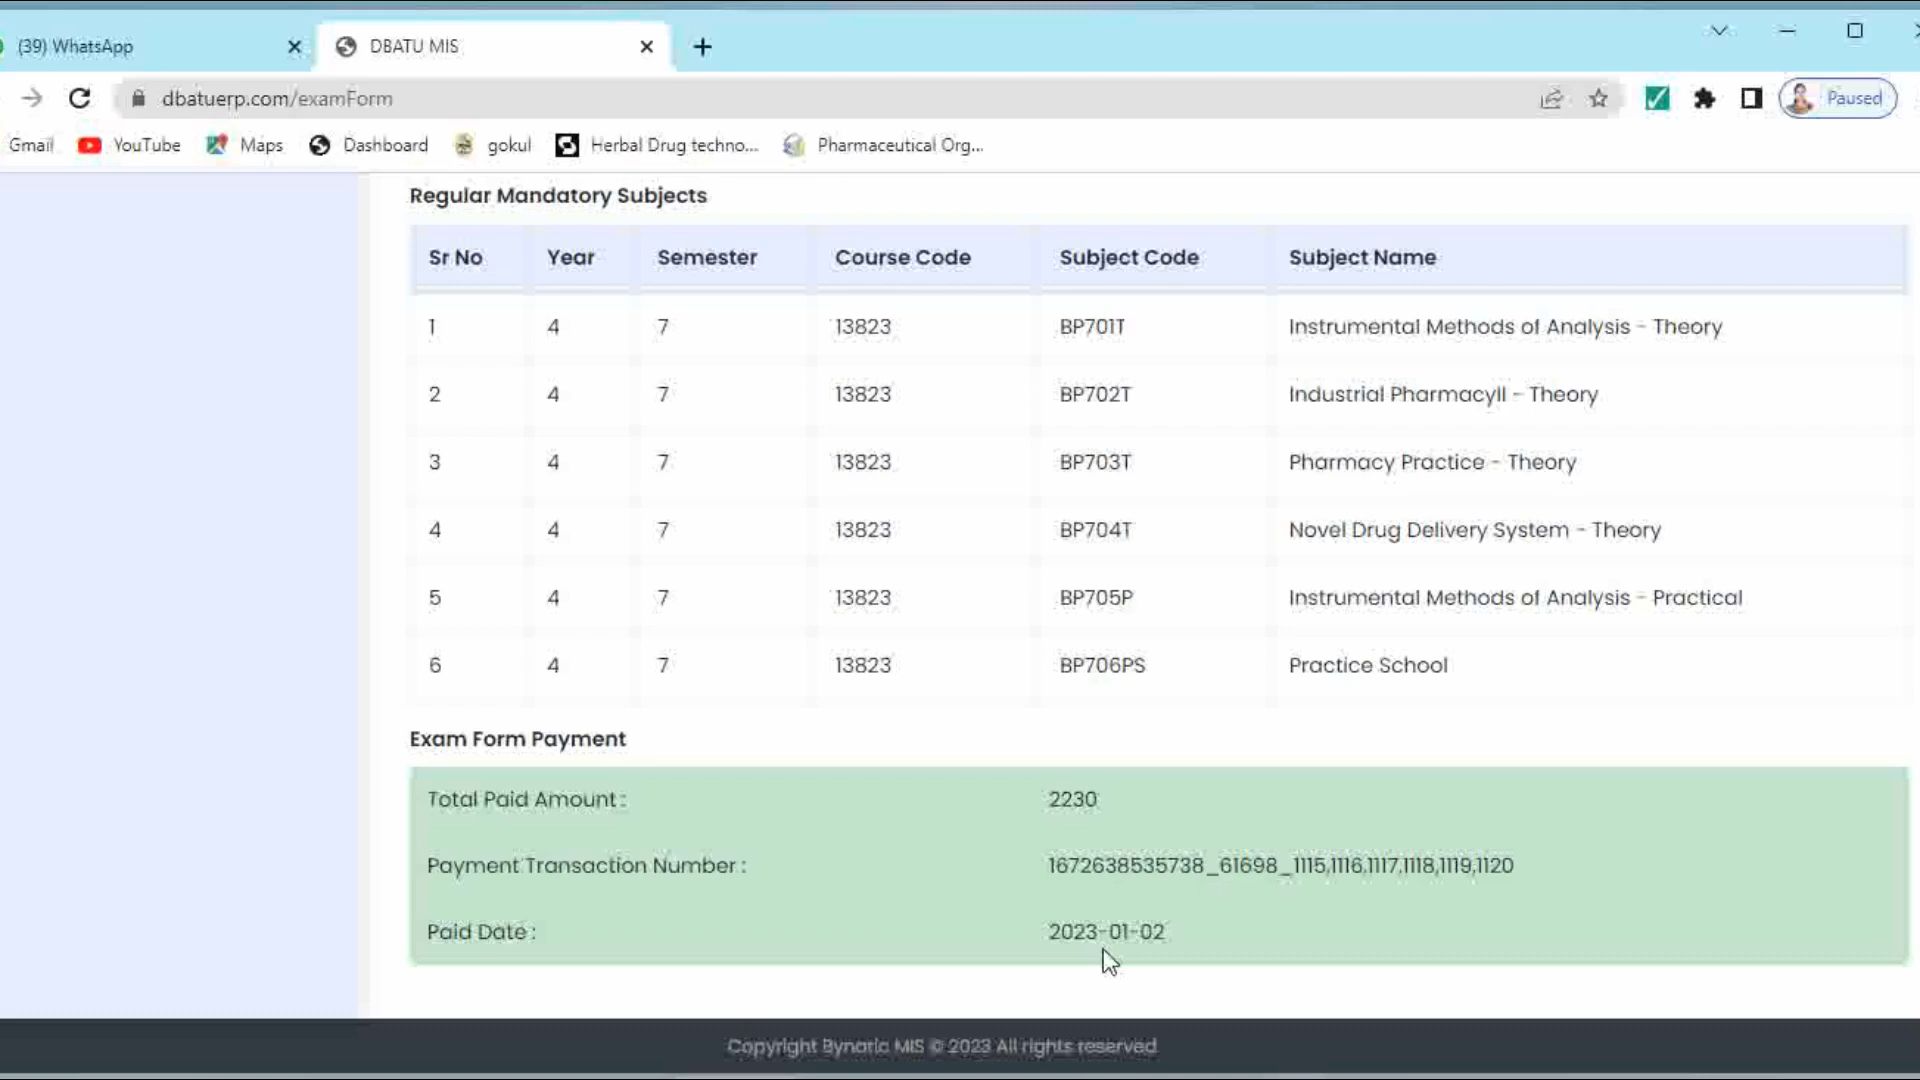 (39) WhatsApp
DBATU MIS
dbatuerp.com/examForm
Paused
Gmail YouTube Maps Dashboard gokul Herbal Drug techno... Pharmaceutical Org...
Regular Mandatory Subjects
Sr No Year Semester Course Code Subject Code Subject Name
1 4 7 13823 BP701T Instrumental Methods of Analysis - Theory
2 4 7 13823 BP702T Industrial PharmacyII - Theory
3 4 7 13823 BP703T Pharmacy Practice - Theory
4 4 7 13823 BP704T Novel Drug Delivery System - Theory
5 4 7 13823 BP705P Instrumental Methods of Analysis - Practical
6 4 7 13823 BP706PS Practice School
Exam Form Payment
Total Paid Amount : 2230
Payment Transaction Number : 1672638535738_61698_1115,1116,1117,1118,1119,1120
Paid Date : 2023-01-02
Copyright Bynaric MIS © 2023 All rights reserved